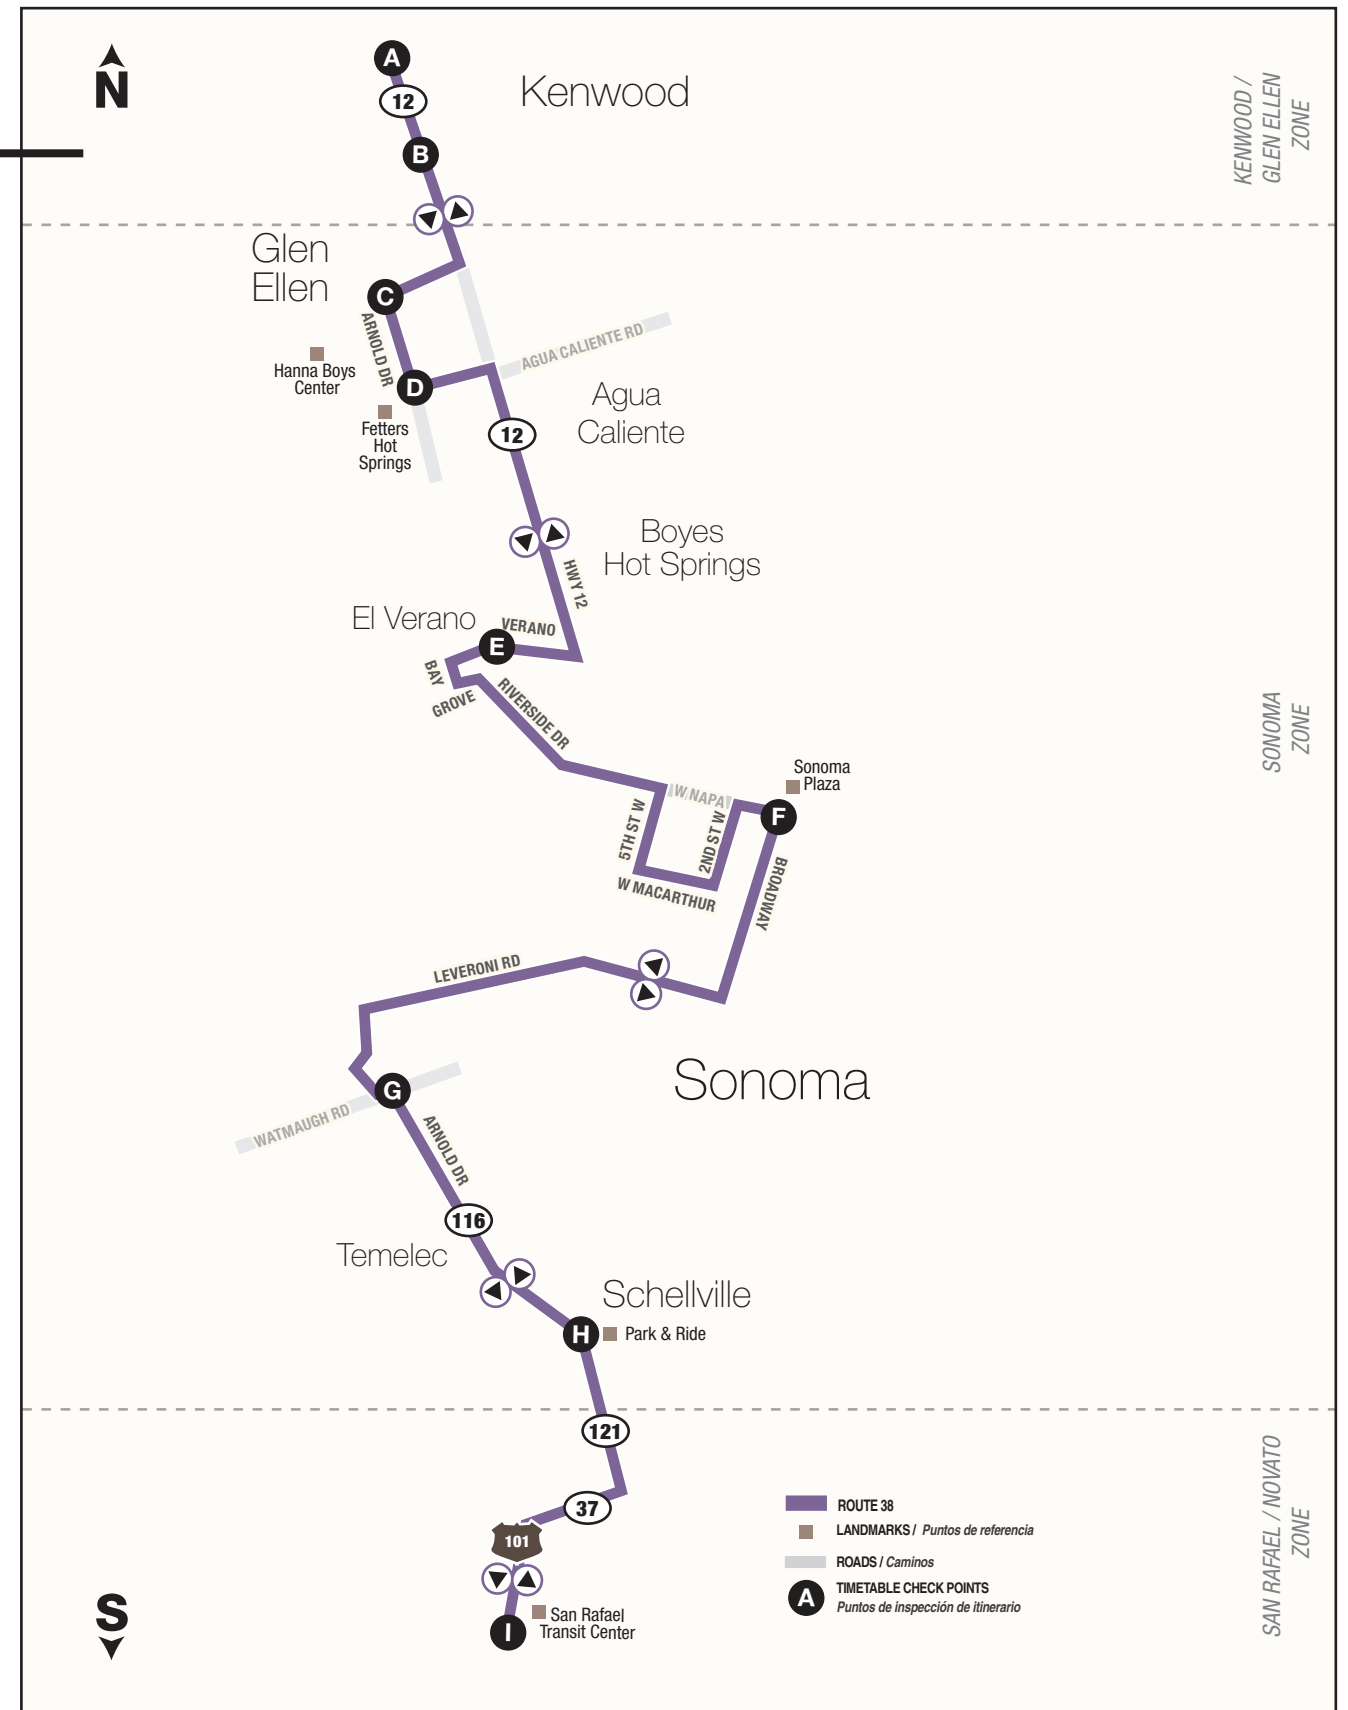 N
A
12
Kenwood
KENWOOD /
GLEN ELLEN
ZONE
B
Glen
Ellen
C
ARNOLD DR
AGUA CALIENTE RD
Hanna Boys
Center
D
Agua
Caliente
Fetters
Hot
Springs
12
Boyes
Hot Springs
HWY 12
El Verano
VERANO
E
BAY
GROVE
RIVERSIDE DR
SONOMA
ZONE
Sonoma
Plaza
W NAPA
F
5TH ST W
2ND ST W
W MACARTHUR
BROADWAY
LEVERONI RD
Sonoma
G
WATMAUGH RD
ARNOLD DR
116
Temelec
Schellville
H
Park & Ride
121
37
101
San Rafael
Transit Center
I
S
ROUTE 38
LANDMARKS / Puntos de referencia
ROADS / Caminos
A
TIMETABLE CHECK POINTS
Puntos de inspección de itinerario
SAN RAFAEL / NOVATO
ZONE